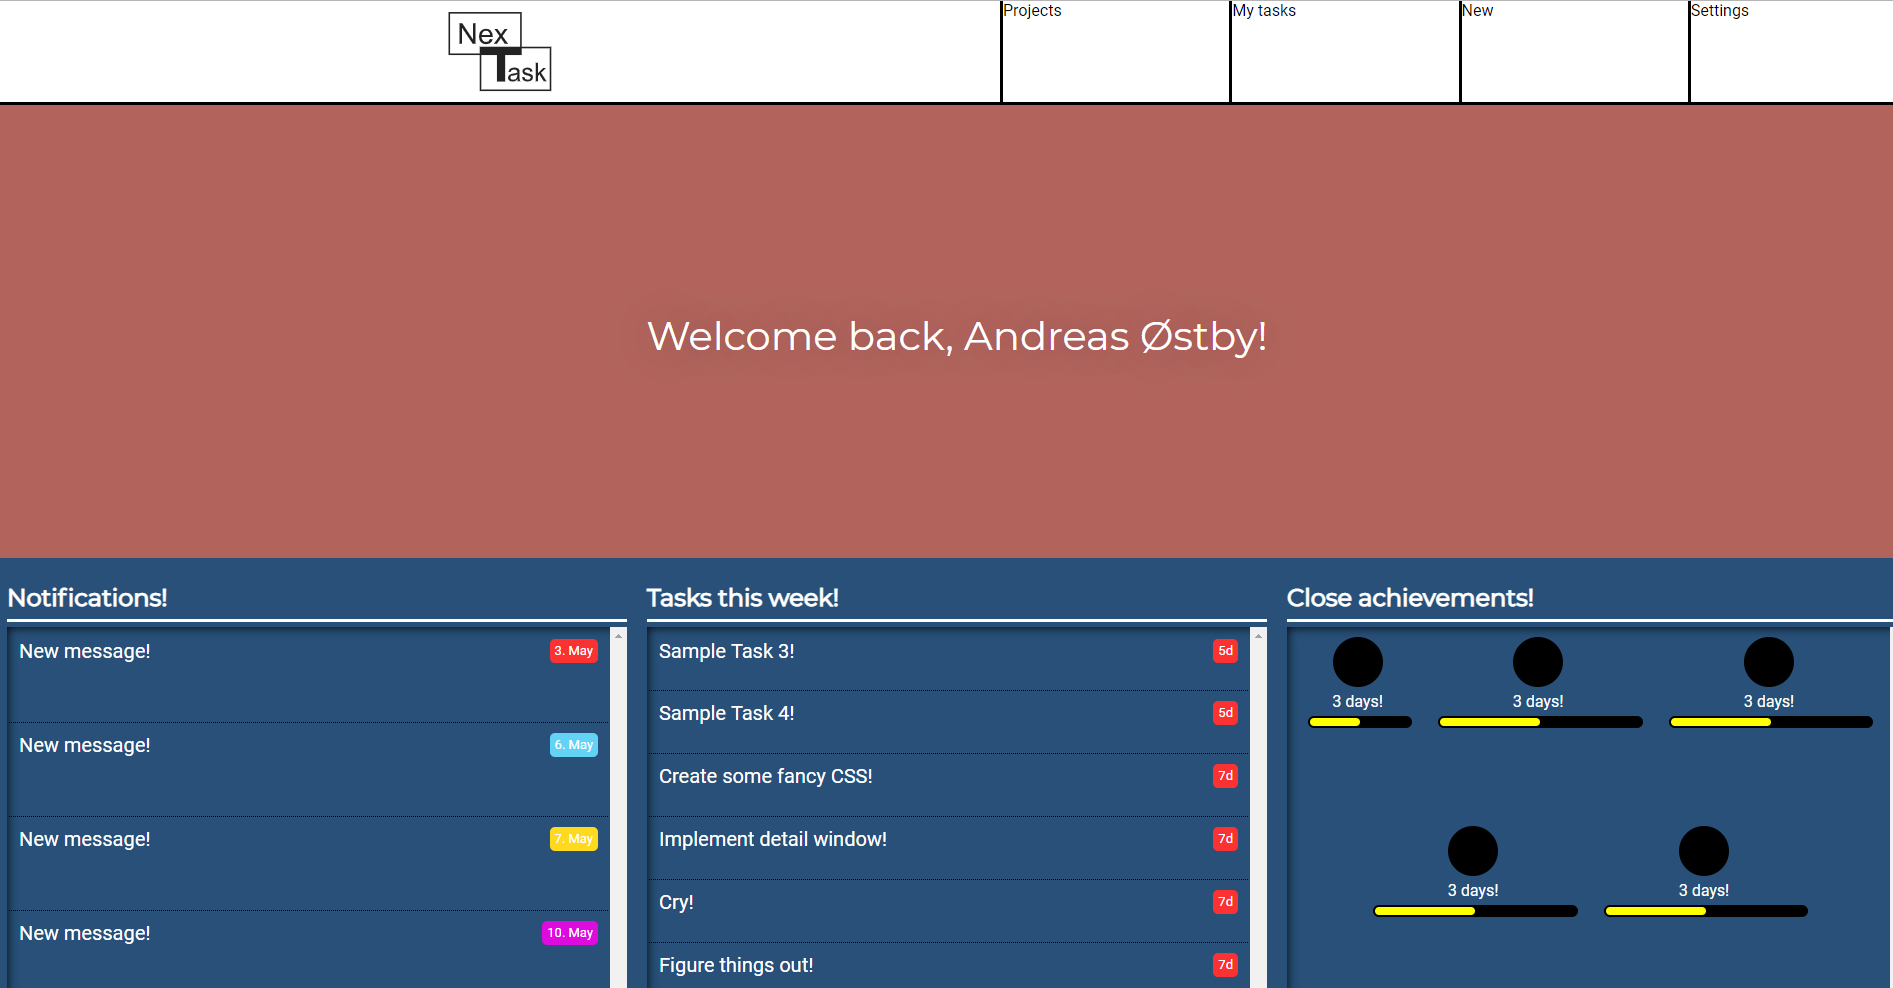 Nex
Task
Projects
My tasks
New
Settings
Welcome back, Andreas Østby!
Notifications!
New message!
3. May
New message!
6. May
New message!
7. May
New message!
10. May
Tasks this week!
Sample Task 3!
5d
Sample Task 4!
5d
Create some fancy CSS!
7d
Implement detail window!
7d
Cry!
7d
Figure things out!
7d
Close achievements!
3 days!
3 days!
3 days!
3 days!
3 days!